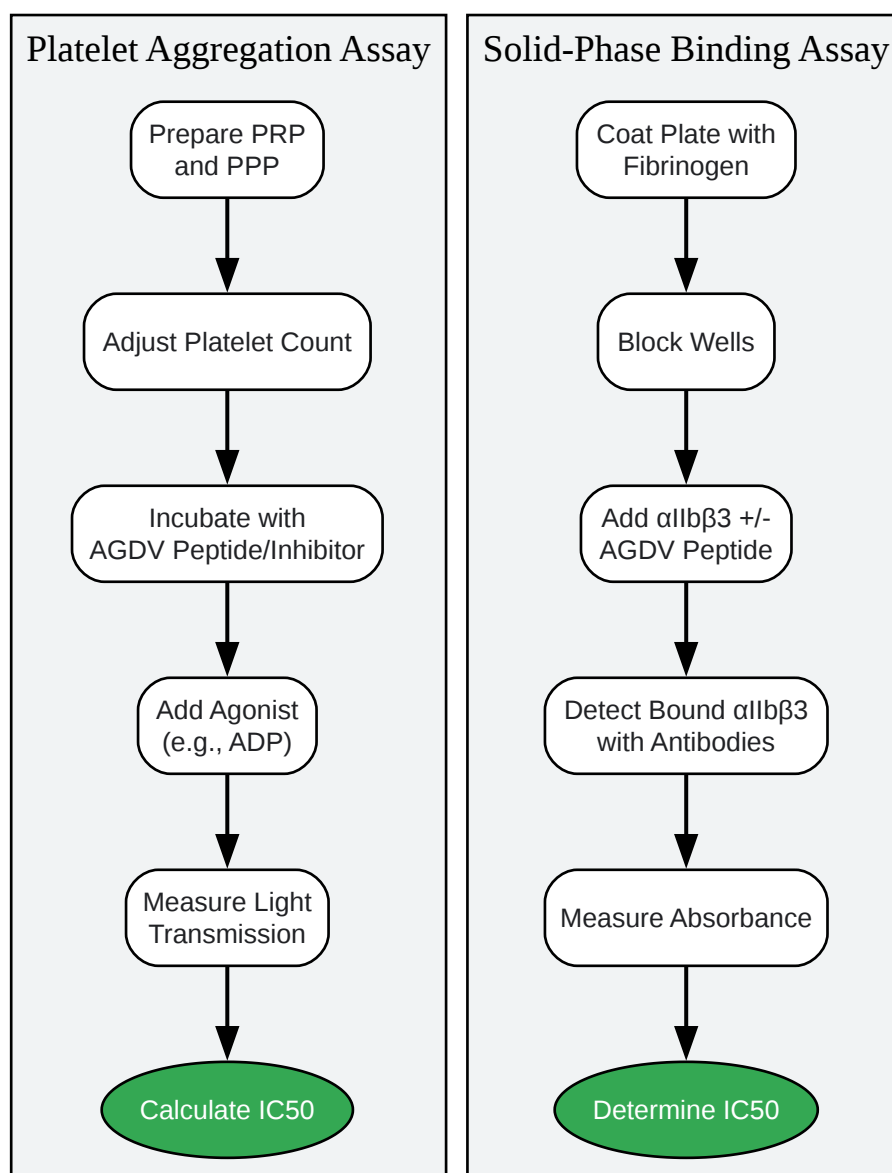 Platelet Aggregation Assay
Prepare PRP
and PPP
Adjust Platelet Count
Incubate with
AGDV Peptide/Inhibitor
Add Agonist
(e.g., ADP)
Measure Light
Transmission
Calculate IC50
Solid-Phase Binding Assay
Coat Plate with
Fibrinogen
Block Wells
Add αIIbβ3 +/-
AGDV Peptide
Detect Bound αIIbβ3
with Antibodies
Measure Absorbance
Determine IC50